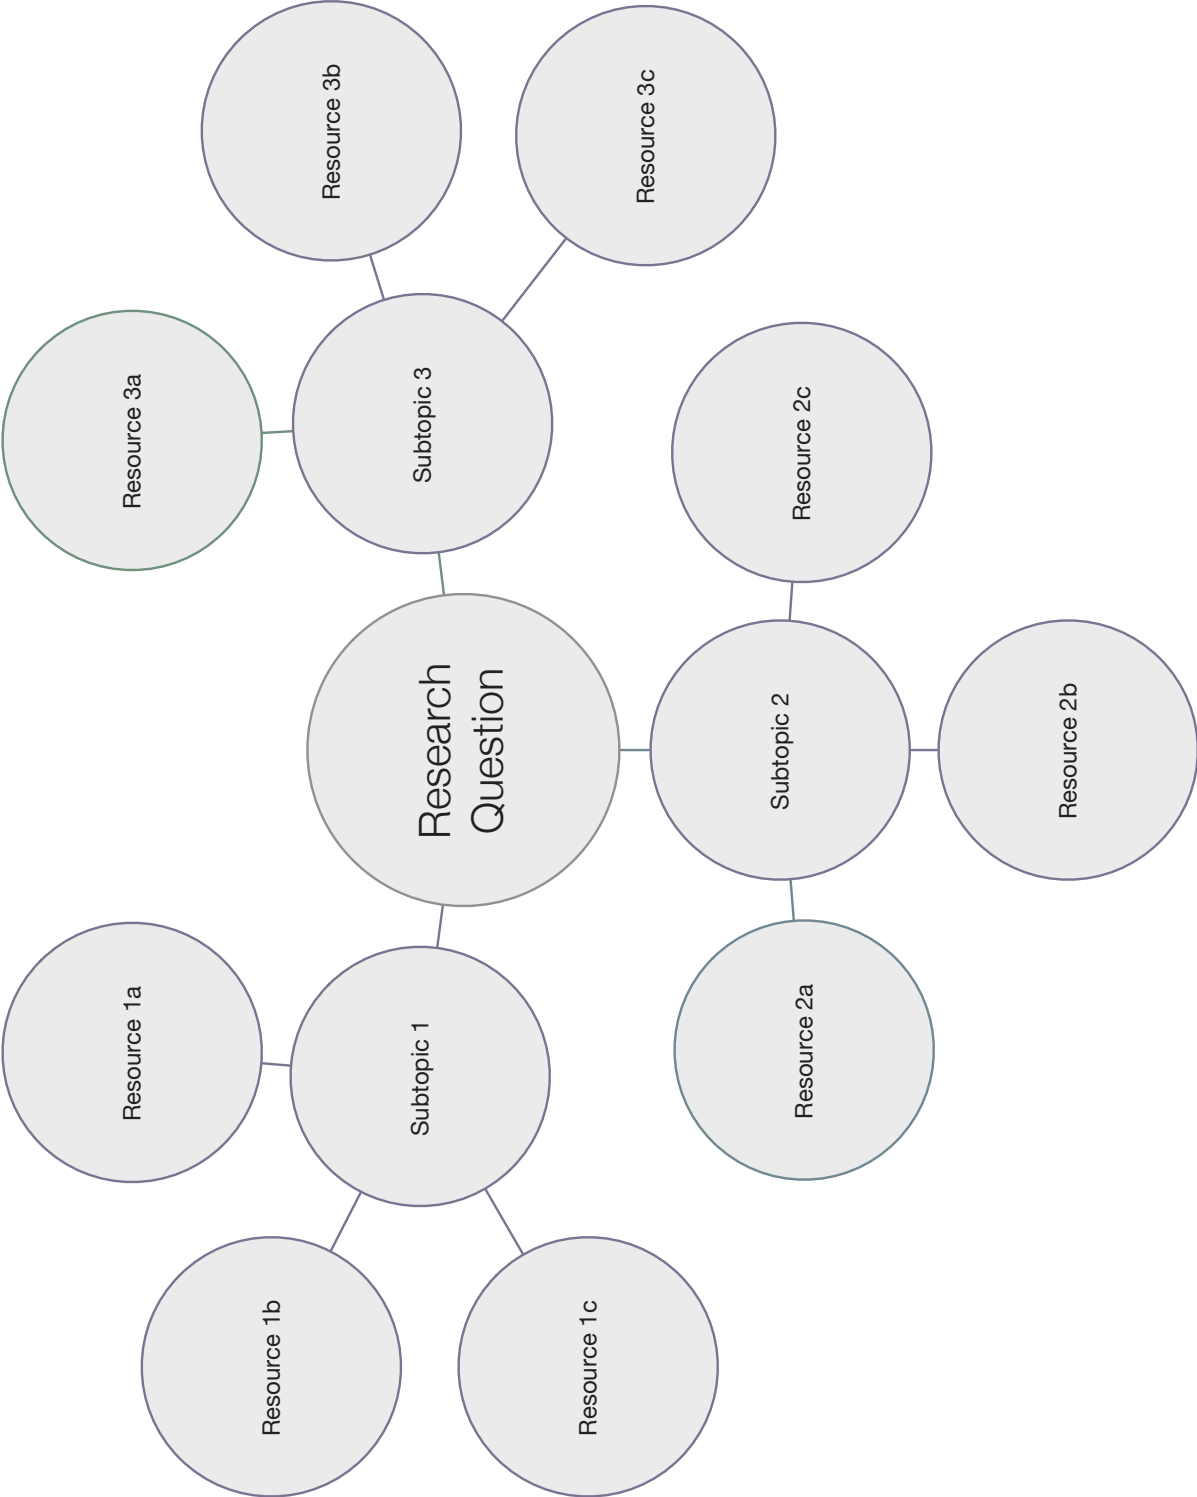 Research
Question
Subtopic 1
Resource 1a
Resource 1b
Resource 1c
Subtopic 2
Resource 2a
Resource 2b
Resource 2c
Subtopic 3
Resource 3a
Resource 3b
Resource 3c